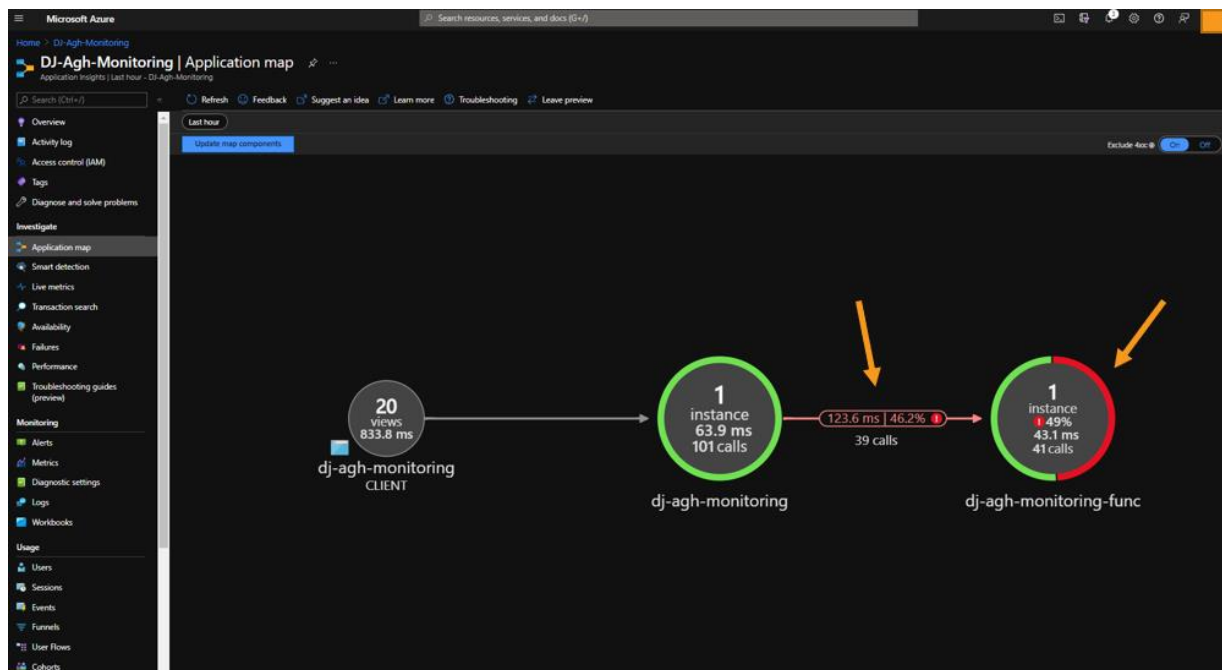 Microsoft Azure
Search resources, services, and docs (G+/)
Home > DJ-Agh-Monitoring
DJ-Agh-Monitoring | Application map
Application Insights | Last hour - DJ-Agh-Monitoring
Search (Ctrl+/)
Refresh Feedback Suggest an idea Learn more Troubleshooting Leave preview
Last hour
Update map components
Exclude 4xx On Off
Overview
Activity log
Access control (IAM)
Tags
Diagnose and solve problems
Investigate
Application map
Smart detection
Live metrics
Transaction search
Availability
Failures
Performance
Troubleshooting guides
(preview)
Monitoring
Alerts
Metrics
Diagnostic settings
Logs
Workbooks
Usage
Users
Sessions
Events
Funnels
User Flows
Cohorts
20
views
833.8 ms
dj-agh-monitoring
CLIENT
1
instance
63.9 ms
101 calls
dj-agh-monitoring
123.6 ms | 46.2%
39 calls
1
instance
49%
43.1 ms
41 calls
dj-agh-monitoring-func